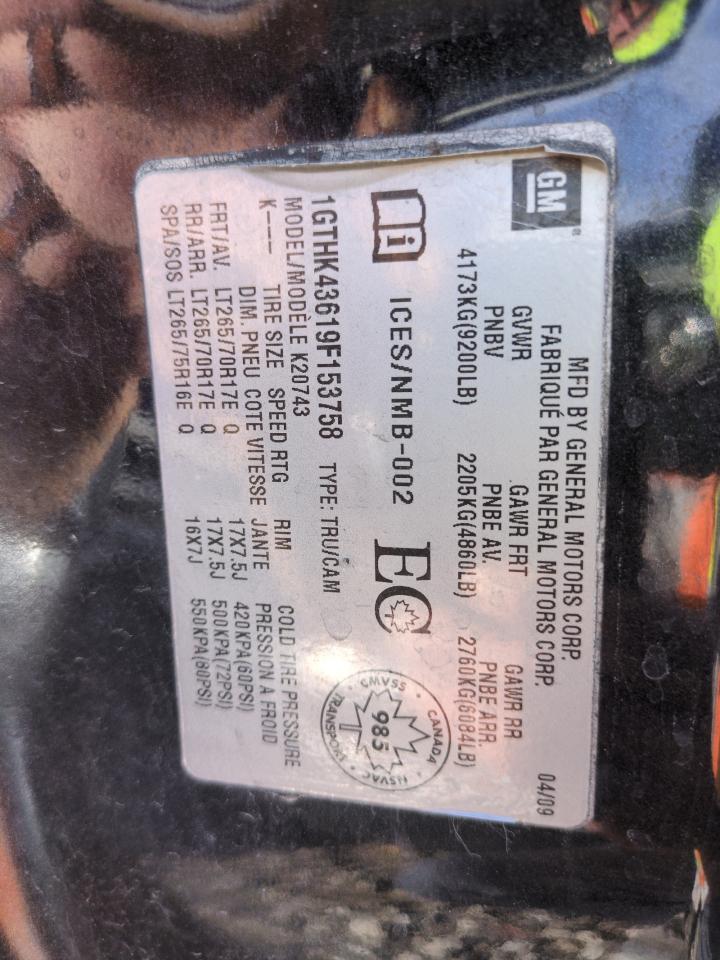 GM
MFD BY GENERAL MOTORS CORP.
FABRIQUÉ PAR GENERAL MOTORS CORP.
04/09
GVWR GAWR FRT GAWR RR
PNBV PNBE AV. PNBE ARR.
4173KG(9200LB) 2205KG(4860LB) 2760KG(6084LB)
i ICES/NMB-002 EC
CANADA
CMVSS
985
NSVAC
TRANSPORT
1GTHK43619F153758 TYPE: TRU/CAM
MODEL/MODÈLE K20743
K--- TIRE SIZE SPEED RTG RIM COLD TIRE PRESSURE
DIM. PNEU COTE VITESSE JANTE PRESSION A FROID
FRT/AV. LT265/70R17E Q 17X7.5J 420KPA(60PSI)
RR/ARR. LT265/70R17E Q 17X7.5J 500KPA(72PSI)
SPA/SOS LT265/75R16E Q 16X7J 550KPA(80PSI)